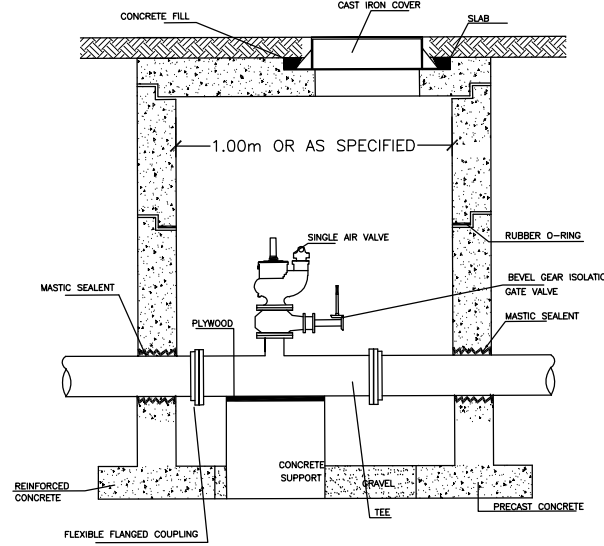 CAST IRON COVER
CONCRETE FILL
SLAB
1.00m OR AS SPECIFIED
SINGLE AIR VALVE
RUBBER O-RING
BEVEL GEAR ISOLATIC
GATE VALVE
MASTIC SEALENT
MASTIC SEALENT
PLYWOOD
CONCRETE
SUPPORT
GRAVEL
REINFORCED
CONCRETE
PRECAST CONCRETE
TEE
FLEXIBLE FLANGED COUPLING